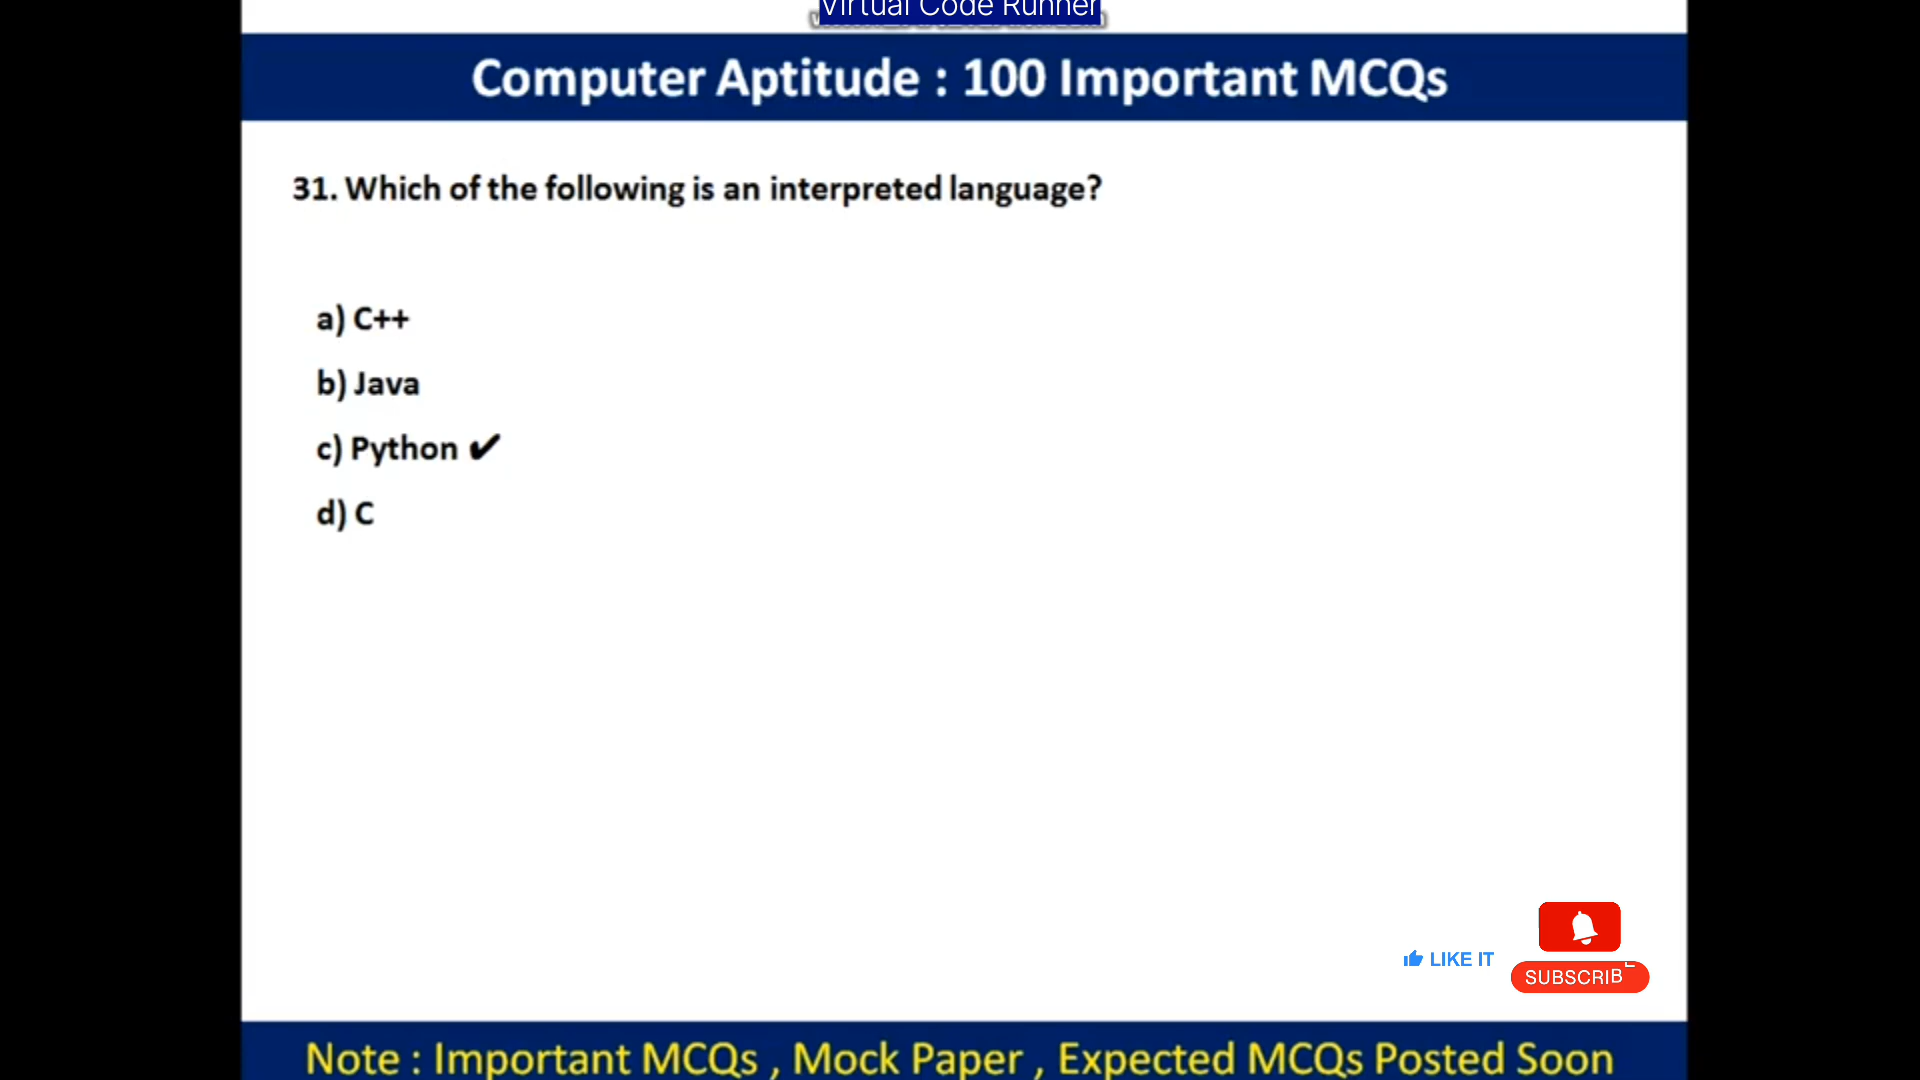 Virtual Code Runner
Computer Aptitude : 100 Important MCQs
31. Which of the following is an interpreted language?
a) C++
b) Java
c) Python ✔
d) C
LIKE IT
SUBSCRIBE
Note : Important MCQs , Mock Paper , Expected MCQs Posted Soon